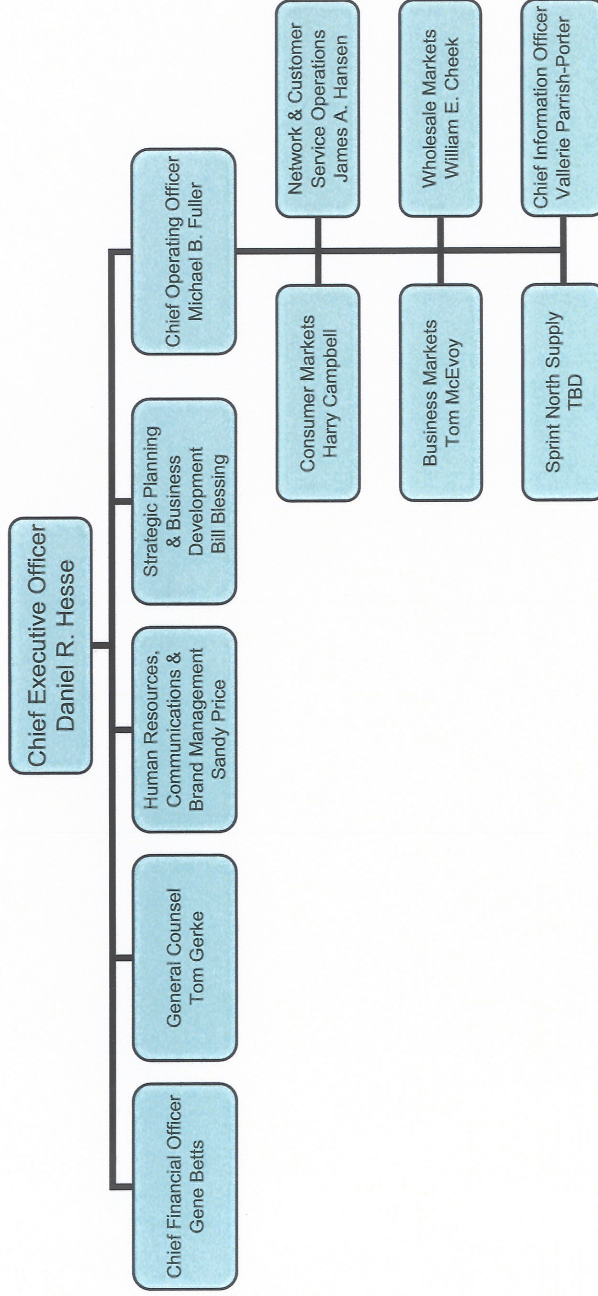 Chief Executive Officer
Daniel R. Hesse
Chief Financial Officer
Gene Betts
General Counsel
Tom Gerke
Human Resources,
Communications &
Brand Management
Sandy Price
Strategic Planning
& Business
Development
Bill Blessing
Chief Operating Officer
Michael B. Fuller
Consumer Markets
Harry Campbell
Network & Customer
Service Operations
James A. Hansen
Business Markets
Tom McEvoy
Wholesale Markets
William E. Cheek
Sprint North Supply
TBD
Chief Information Officer
Vallerie Parrish-Porter